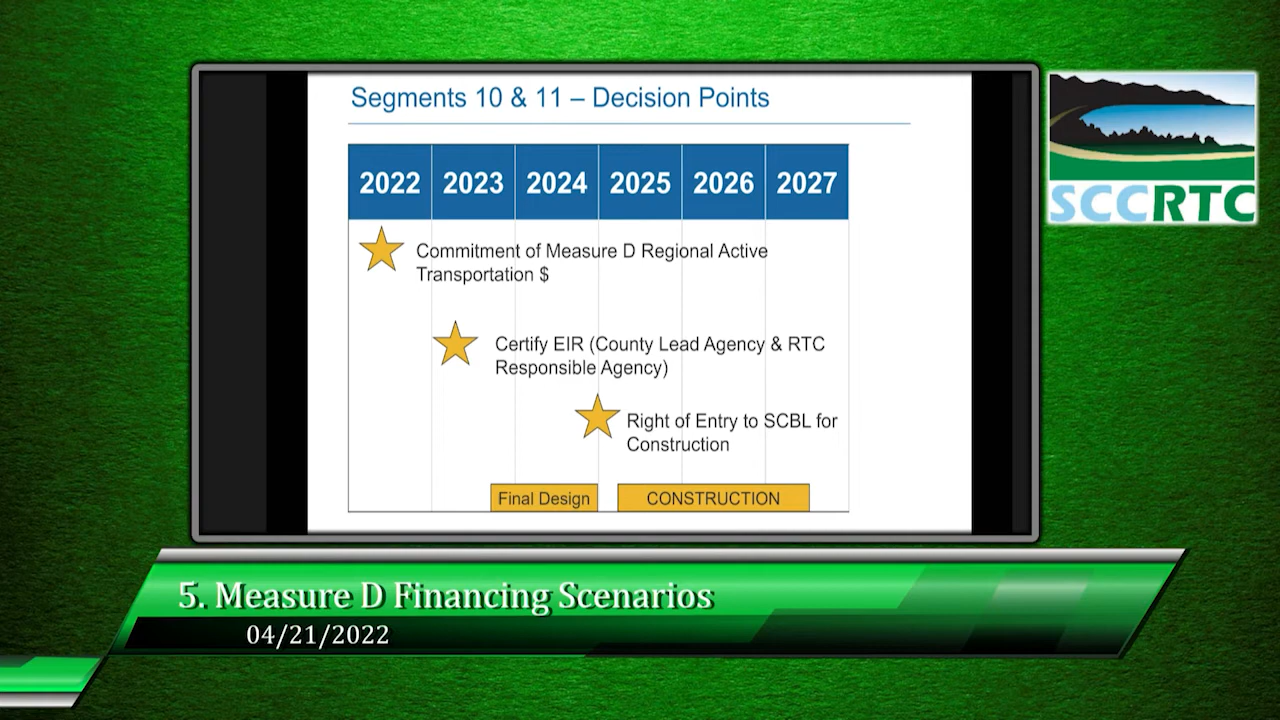 Segments 10 & 11 – Decision Points
2022 2023 2024 2025 2026 2027
Commitment of Measure D Regional Active
Transportation $
Certify EIR (County Lead Agency & RTC
Responsible Agency)
Right of Entry to SCBL for
Construction
Final Design CONSTRUCTION
SCCRTC
5. Measure D Financing Scenarios
04/21/2022